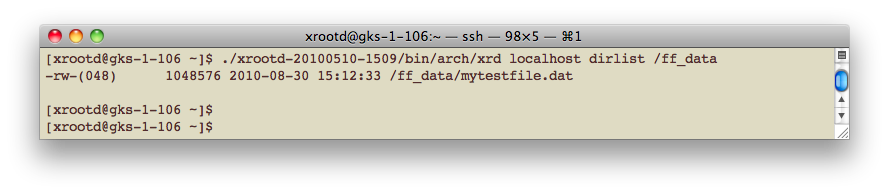 xrootd@gks-1-106:~ — ssh — 98×5 — ⌘1
[xrootd@gks-1-106 ~]$ ./xrootd-20100510-1509/bin/arch/xrd localhost dirlist /ff_data
-rw-(048)      1048576 2010-08-30 15:12:33 /ff_data/mytestfile.dat
[xrootd@gks-1-106 ~]$
[xrootd@gks-1-106 ~]$